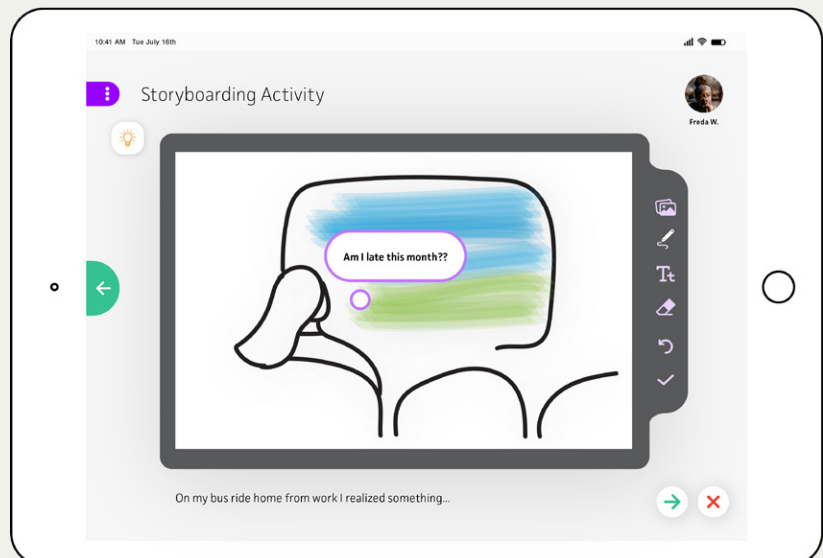 10:41 AM Tue July 16th
Storyboarding Activity
Freda W.
Am I late this month??
Tt
On my bus ride home from work I realized something...